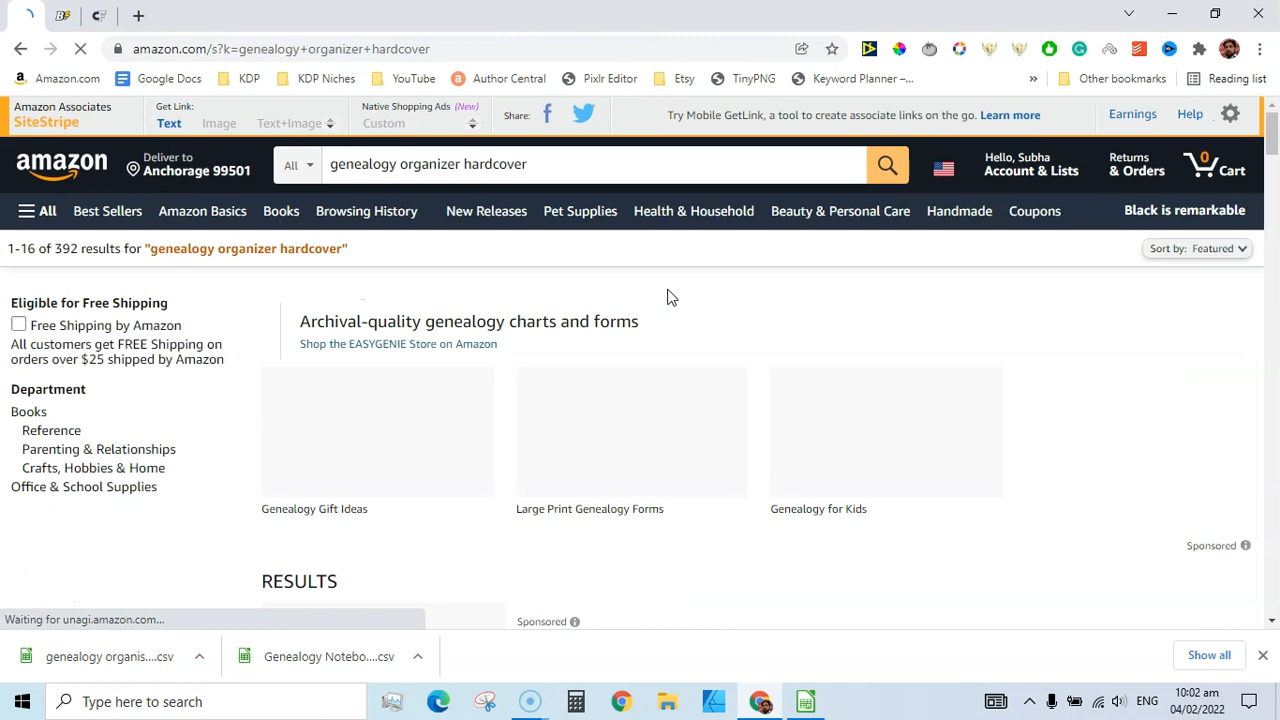 amazon.com/s?k=genealogy+organizer+hardcover
Amazon.com
Google Docs
KDP
KDP Niches
YouTube
Author Central
Pixlr Editor
Etsy
TinyPNG
Keyword Planner –...
»
Other bookmarks
Reading list
Amazon Associates
SiteStripe
Get Link:
Text
Image
Text+Image
Native Shopping Ads (New)
Custom
Share:
Try Mobile GetLink, a tool to create associate links on the go. Learn more
Earnings
Help
amazon
Deliver to
Anchorage 99501
All
genealogy organizer hardcover
Hello, Subha
Account & Lists
Returns
& Orders
0
Cart
All
Best Sellers
Amazon Basics
Books
Browsing History
New Releases
Pet Supplies
Health & Household
Beauty & Personal Care
Handmade
Coupons
Black is remarkable
1-16 of 392 results for "genealogy organizer hardcover"
Sort by: Featured
Eligible for Free Shipping
Free Shipping by Amazon
All customers get FREE Shipping on
orders over $25 shipped by Amazon
Department
Books
Reference
Parenting & Relationships
Crafts, Hobbies & Home
Office & School Supplies
Archival-quality genealogy charts and forms
Shop the EASYGENIE Store on Amazon
Genealogy Gift Ideas
Large Print Genealogy Forms
Genealogy for Kids
Sponsored
RESULTS
Sponsored
Waiting for unagi.amazon.com...
genealogy organis....csv
Genealogy Notebo....csv
Show all
Type here to search
ENG
10:02 am
04/02/2022